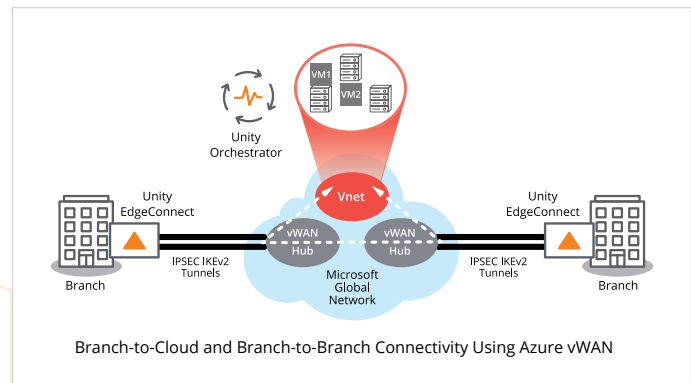 VM1
VM2
Unity
Orchestrator
Vnet
Unity
EdgeConnect
Unity
EdgeConnect
vWAN
Hub
vWAN
Hub
IPSEC IKEv2
Tunnels
IPSEC IKEv2
Tunnels
Microsoft
Global
Network
Branch
Branch
Branch-to-Cloud and Branch-to-Branch Connectivity Using Azure vWAN